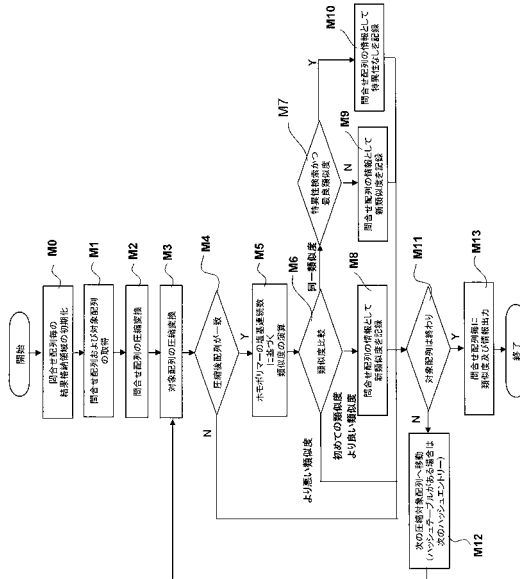 開始
M0
問合せ配列毎の
結果格納領域の初期化
M1
問合せ配列および対象配列
の取得
M2
問合せ配列の圧縮変換
M3
対象配列の圧縮変換
M4
圧縮後配列が一致
N
Y
M5
ホモポリマーの塩基連続数
に基づく
類似度の演算
M6
類似度比較
同一類似度
より悪い類似度
初めての類似度
より良い類似度
M7
特異性検索かつ
最良類似度
Y
N
M10
問合せ配列の情報として
特異性なしを記録
M9
問合せ配列の情報として
新類似度を記録
M8
問合せ配列の情報として
新類似度を記録
M11
対象配列は終わり
N
Y
M12
次の圧縮対象配列へ移動
(ハッシュテーブルがある場合は
次のハッシュエントリー)
M13
問合せ配列毎に
類似度及び情報出力
終了